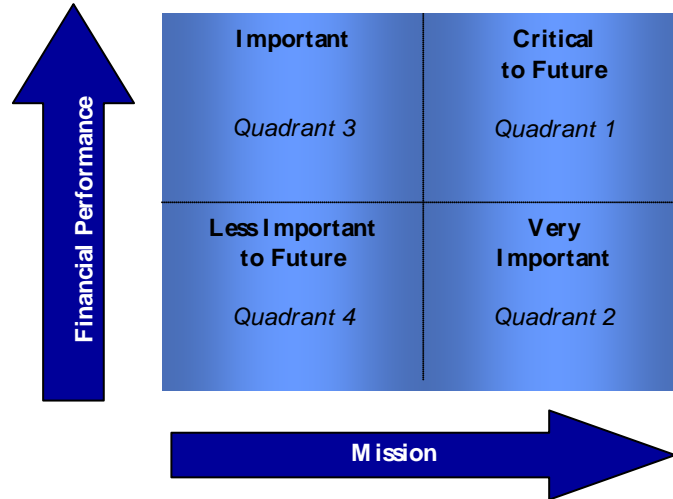 Financial Performance
Important
Quadrant 3
Critical
to Future
Quadrant 1
Less Important
to Future
Quadrant 4
Very
Important
Quadrant 2
Mission